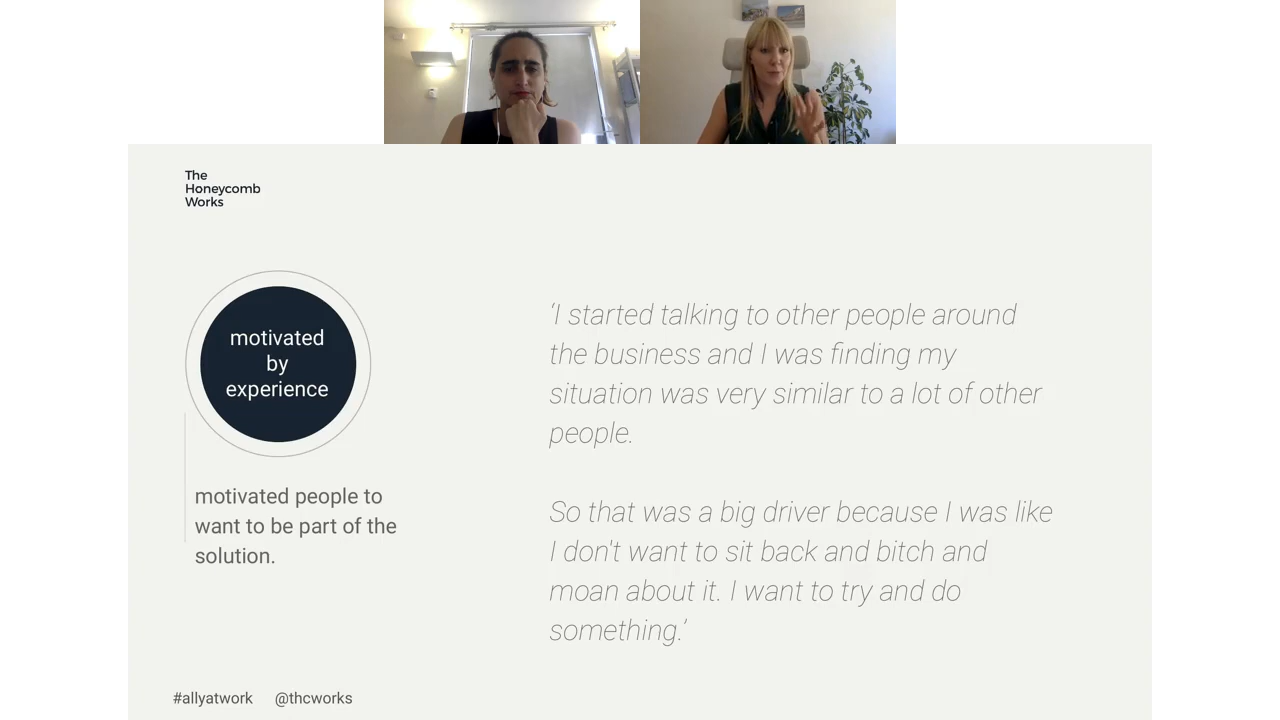 The
Honeycomb
Works
motivated
by
experience
motivated people to
want to be part of the
solution.
‘I started talking to other people around
the business and I was finding my
situation was very similar to a lot of other
people.
So that was a big driver because I was like
I don't want to sit back and bitch and
moan about it. I want to try and do
something.’
#allyatwork @thcworks